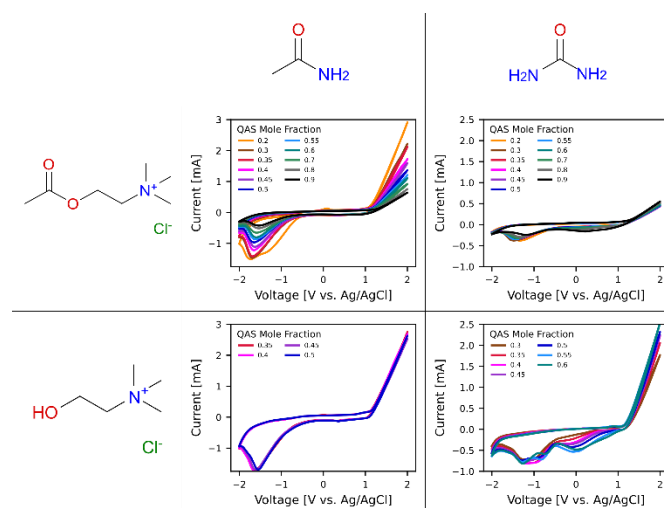 O
NH2
O
H2N NH2
O
O
N+
Cl-
QAS Mole Fraction
0.2 0.55
0.3 0.6
0.35 0.7
0.4 0.8
0.45 0.9
0.5
Current [mA]
3
2
1
0
−1
−2 −1 0 1 2
Voltage [V vs. Ag/AgCl]
QAS Mole Fraction
0.2 0.55
0.3 0.6
0.35 0.7
0.4 0.8
0.45 0.9
0.5
Current [mA]
2.5
2.0
1.5
1.0
0.5
0.0
−0.5
−1.0
−2 −1 0 1 2
Voltage [V vs. Ag/AgCl]
HO
N+
Cl-
QAS Mole Fraction
0.35 0.45
0.4 0.5
Current [mA]
3
2
1
0
−1
−2 −1 0 1 2
Voltage [V vs. Ag/AgCl]
QAS Mole Fraction
0.3 0.5
0.35 0.55
0.4 0.6
0.45
Current [mA]
2.5
2.0
1.5
1.0
0.5
0.0
−0.5
−1.0
−2 −1 0 1 2
Voltage [V vs. Ag/AgCl]